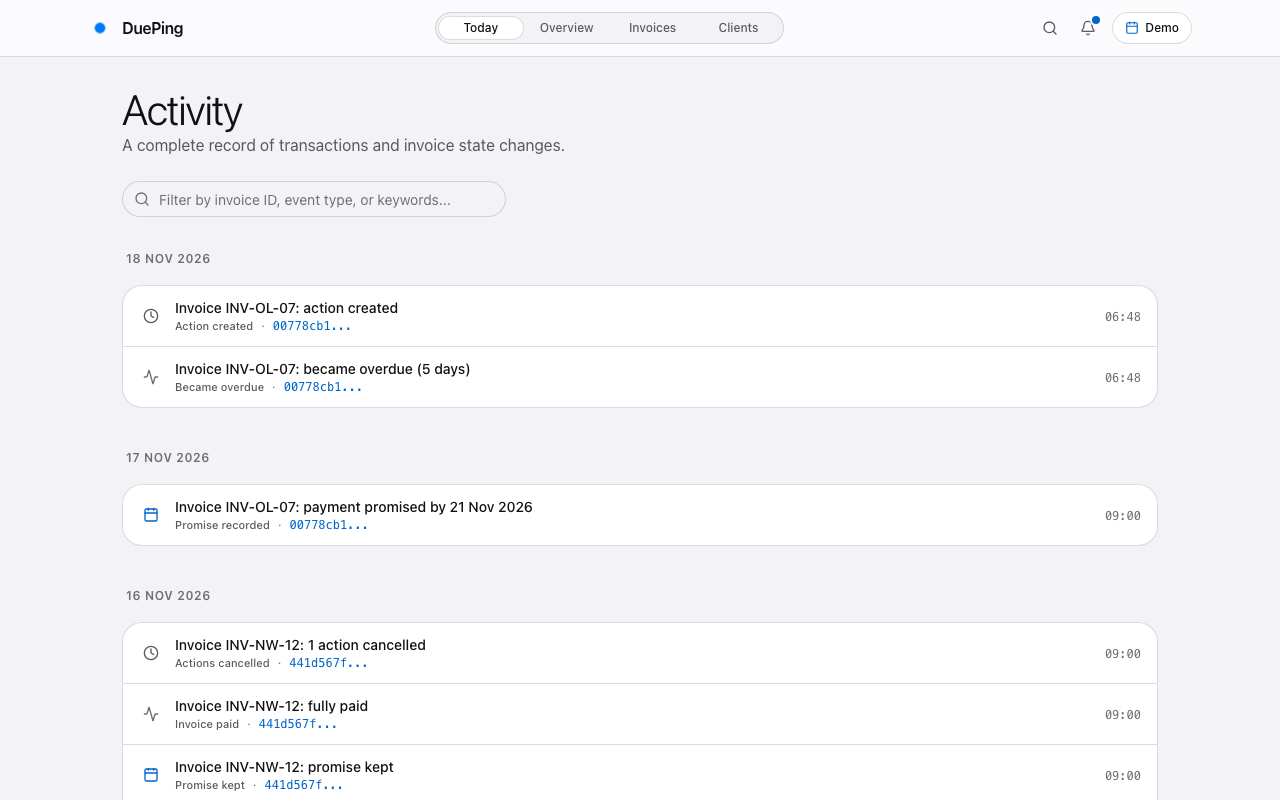 DuePing
Today Overview Invoices Clients
Demo
Activity
A complete record of transactions and invoice state changes.
Filter by invoice ID, event type, or keywords...
18 NOV 2026
Invoice INV-OL-07: action created
Action created · 00778cb1...
06:48
Invoice INV-OL-07: became overdue (5 days)
Became overdue · 00778cb1...
06:48
17 NOV 2026
Invoice INV-OL-07: payment promised by 21 Nov 2026
Promise recorded · 00778cb1...
09:00
16 NOV 2026
Invoice INV-NW-12: 1 action cancelled
Actions cancelled · 441d567f...
09:00
Invoice INV-NW-12: fully paid
Invoice paid · 441d567f...
09:00
Invoice INV-NW-12: promise kept
Promise kept · 441d567f...
09:00